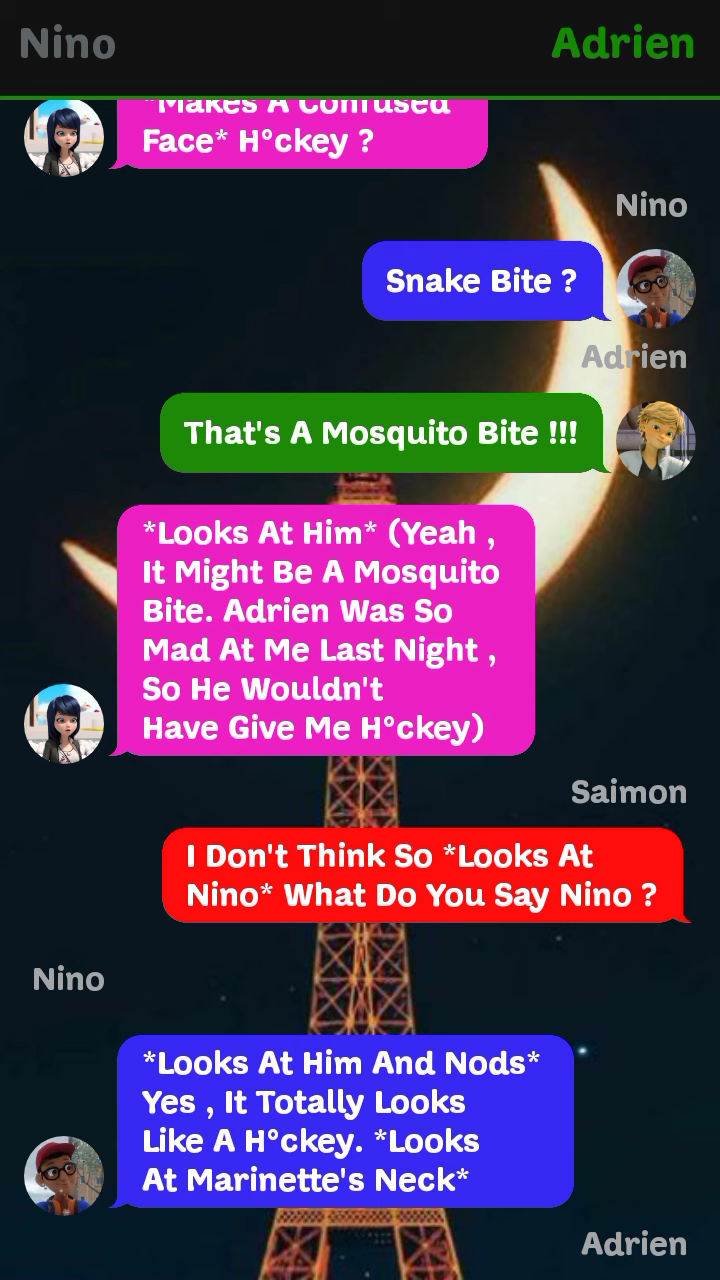 Nino
Adrien
*Makes A Confused
Face* H°ckey ?
Nino
Snake Bite ?
Adrien
That's A Mosquito Bite !!!
*Looks At Him* (Yeah ,
It Might Be A Mosquito
Bite. Adrien Was So
Mad At Me Last Night ,
So He Wouldn't
Have Give Me H°ckey)
Saimon
I Don't Think So *Looks At
Nino* What Do You Say Nino ?
Nino
*Looks At Him And Nods*
Yes , It Totally Looks
Like A H°ckey. *Looks
At Marinette's Neck*
Adrien